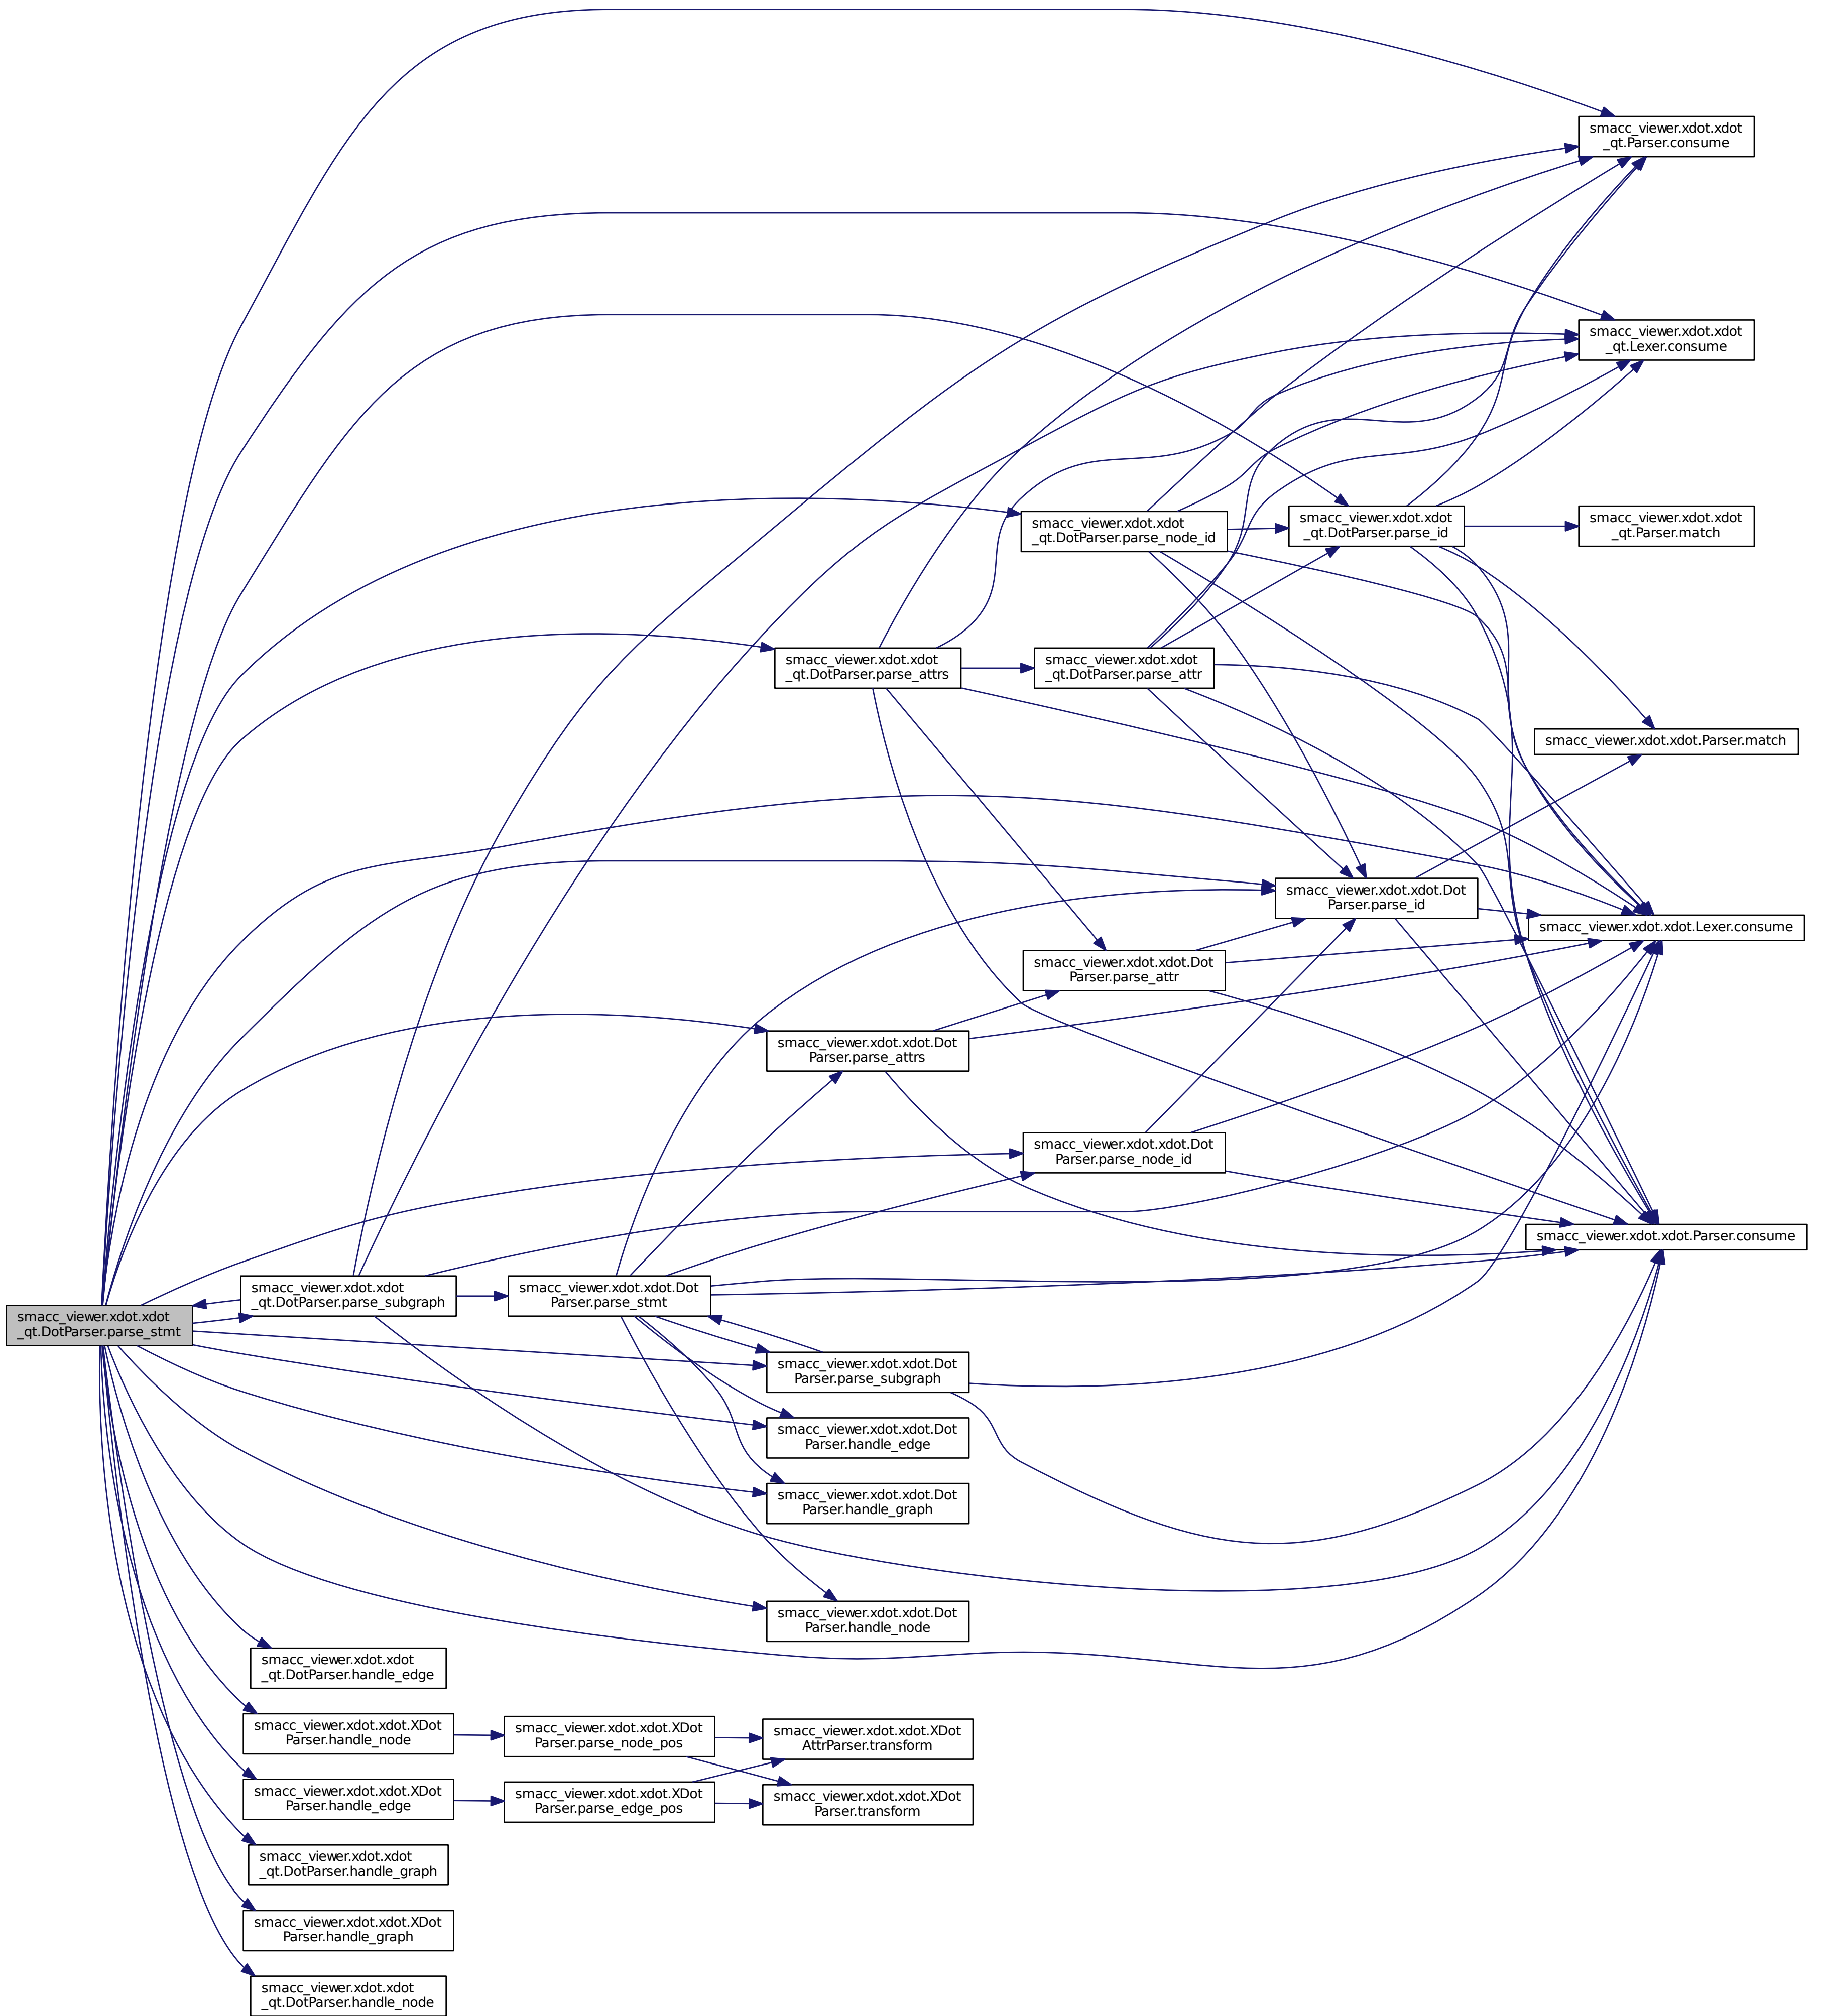 smacc_viewer.xdot.xdot
_qt.Parser.consume
smacc_viewer.xdot.xdot
_qt.Lexer.consume
smacc_viewer.xdot.xdot
_qt.DotParser.parse_node_id
smacc_viewer.xdot.xdot
_qt.DotParser.parse_id
smacc_viewer.xdot.xdot
_qt.Parser.match
smacc_viewer.xdot.xdot
_qt.DotParser.parse_attrs
smacc_viewer.xdot.xdot
_qt.DotParser.parse_attr
smacc_viewer.xdot.xdot.Parser.match
smacc_viewer.xdot.xdot.Dot
Parser.parse_id
smacc_viewer.xdot.xdot.Lexer.consume
smacc_viewer.xdot.xdot.Dot
Parser.parse_attr
smacc_viewer.xdot.xdot.Dot
Parser.parse_attrs
smacc_viewer.xdot.xdot.Dot
Parser.parse_node_id
smacc_viewer.xdot.xdot.Parser.consume
smacc_viewer.xdot.xdot
_qt.DotParser.parse_subgraph
smacc_viewer.xdot.xdot.Dot
Parser.parse_stmt
smacc_viewer.xdot.xdot
_qt.DotParser.parse_stmt
smacc_viewer.xdot.xdot.Dot
Parser.parse_subgraph
smacc_viewer.xdot.xdot.Dot
Parser.handle_edge
smacc_viewer.xdot.xdot.Dot
Parser.handle_graph
smacc_viewer.xdot.xdot.Dot
Parser.handle_node
smacc_viewer.xdot.xdot
_qt.DotParser.handle_edge
smacc_viewer.xdot.xdot.XDot
Parser.handle_node
smacc_viewer.xdot.xdot.XDot
Parser.parse_node_pos
smacc_viewer.xdot.xdot.XDot
AttrParser.transform
smacc_viewer.xdot.xdot.XDot
Parser.handle_edge
smacc_viewer.xdot.xdot.XDot
Parser.parse_edge_pos
smacc_viewer.xdot.xdot.XDot
Parser.transform
smacc_viewer.xdot.xdot
_qt.DotParser.handle_graph
smacc_viewer.xdot.xdot.XDot
Parser.handle_graph
smacc_viewer.xdot.xdot
_qt.DotParser.handle_node